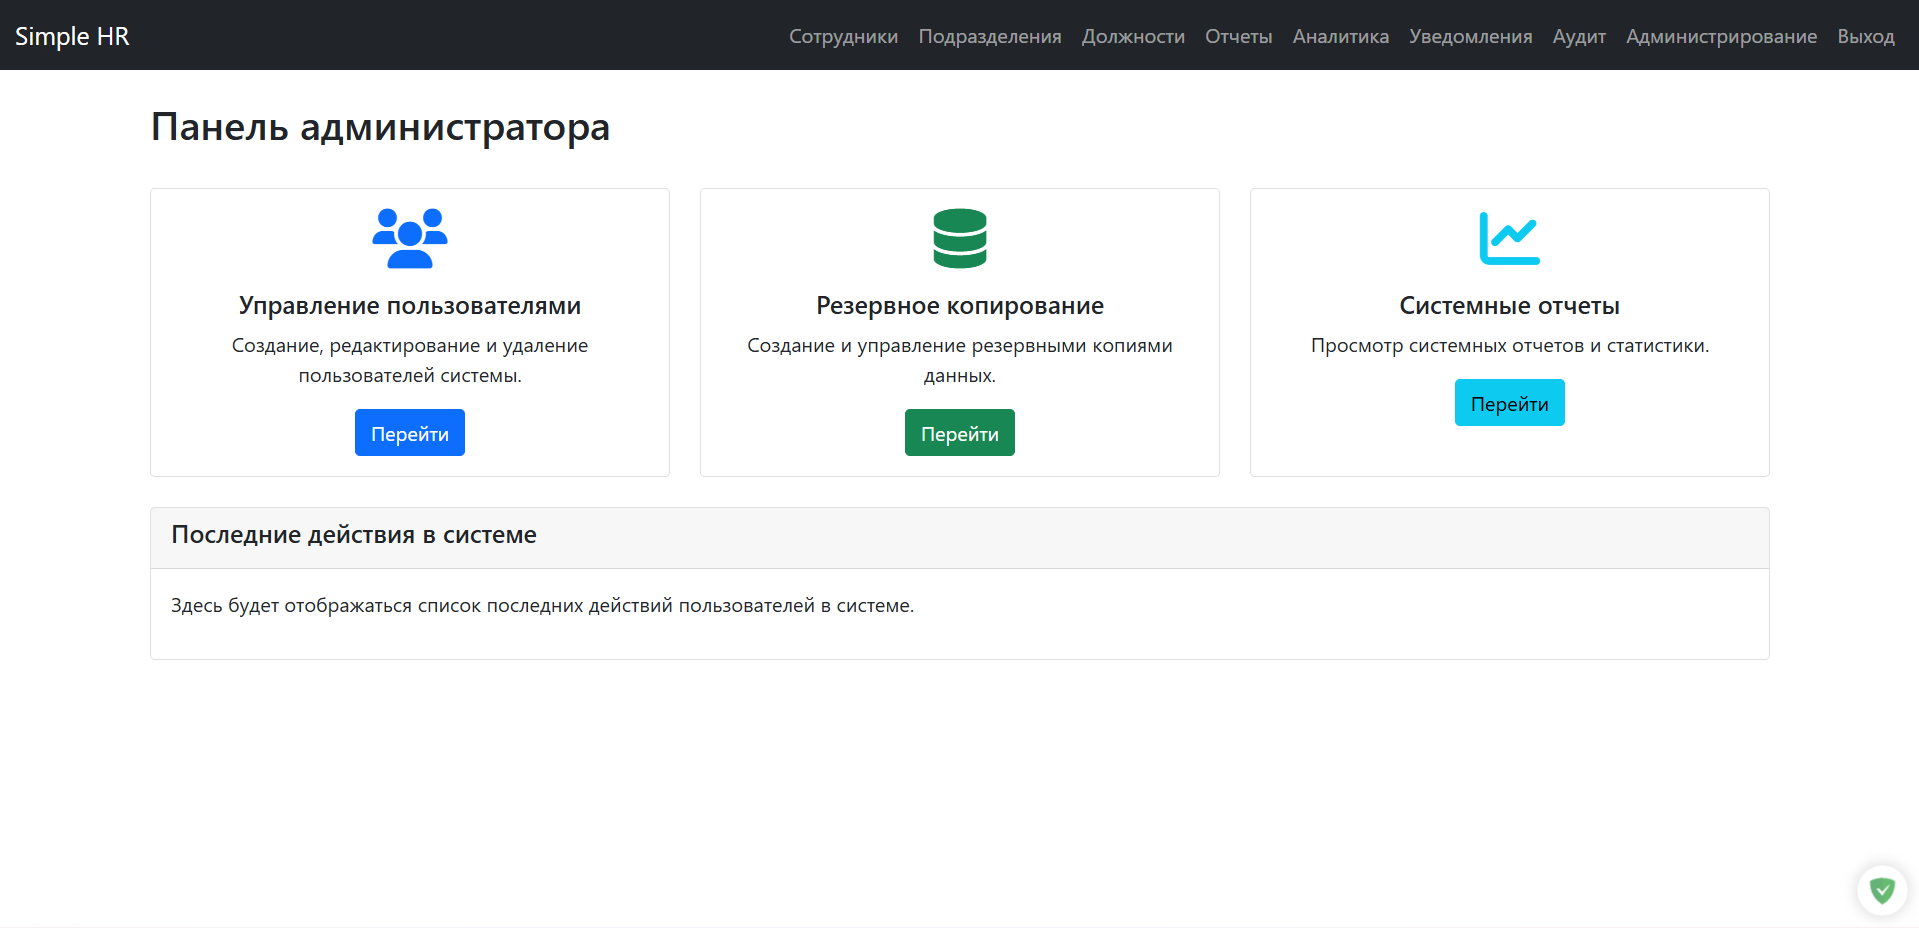 Simple HR
Сотрудники Подразделения Должности Отчеты Аналитика Уведомления Аудит Администрирование Выход
Панель администратора
Управление пользователями
Создание, редактирование и удаление
пользователей системы.
Перейти
Резервное копирование
Создание и управление резервными копиями
данных.
Перейти
Системные отчеты
Просмотр системных отчетов и статистики.
Перейти
Последние действия в системе
Здесь будет отображаться список последних действий пользователей в системе.